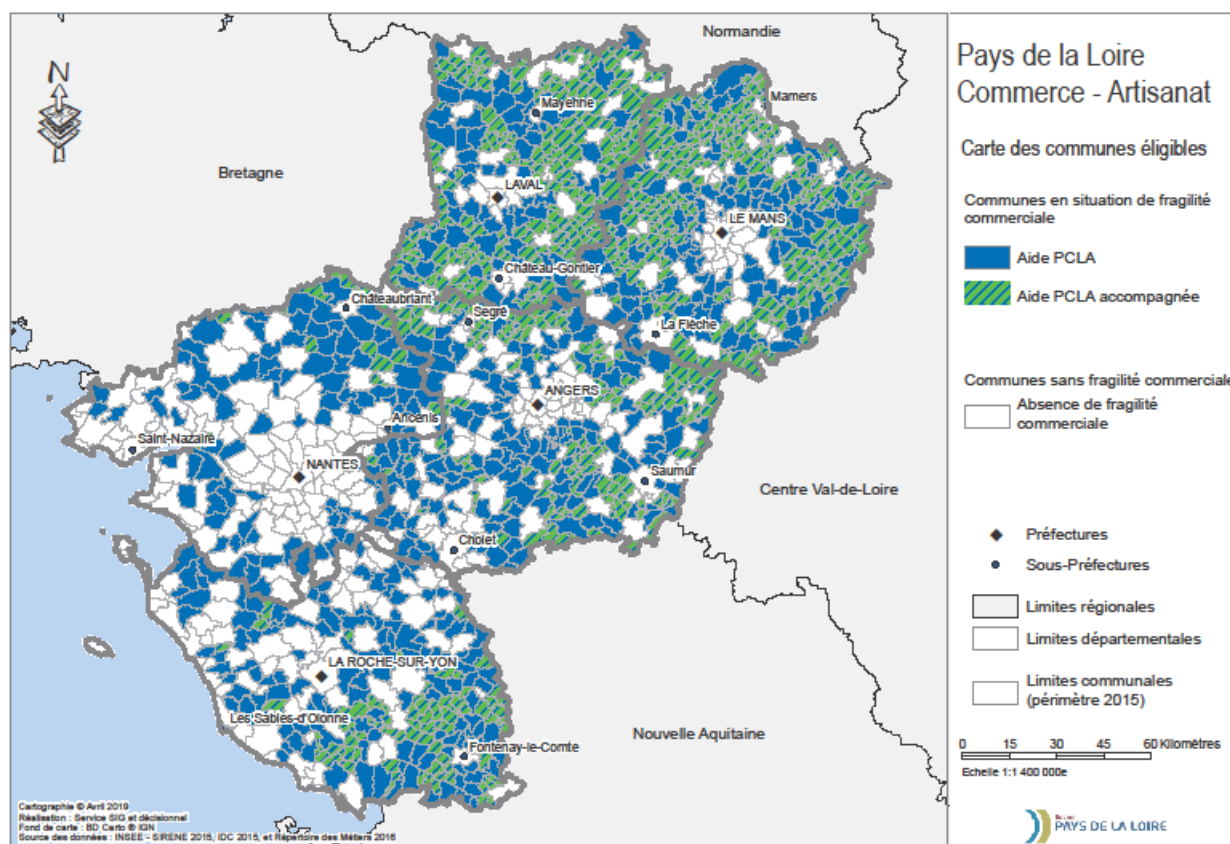 Normandie
Mamers
Mayenne
Bretagne
LAVAL
LE MANS
Château-Gontier
Châteaubriant
Segré
La Flèche
ANGERS
Ancenis
Saint-Nazaire
NANTES
Saumur
Centre Val-de-Loire
Cholet
LA ROCHE-SUR-YON
Les Sables-d'Olonne
Nouvelle Aquitaine
Fontenay-le-Comte
N
Cartographie © Avril 2019
Réalisation : Service SIG et décisionnel
Fond de carte : BD Carto © IGN
Source des données : INSEE - SIRENE 2015, IDC 2015, et Répertoire des Métiers 2016
Pays de la Loire
Commerce - Artisanat
Carte des communes éligibles
Communes en situation de fragilité
commerciale
Aide PCLA
Aide PCLA accompagnée
Communes sans fragilité commerciale
Absence de fragilité
commerciale
Préfectures
Sous-Préfectures
Limites régionales
Limites départementales
Limites communales
(périmètre 2015)
0 15 30 45 60 Kilomètres
Echelle 1:1 400 000e
PAYS DE LA LOIRE